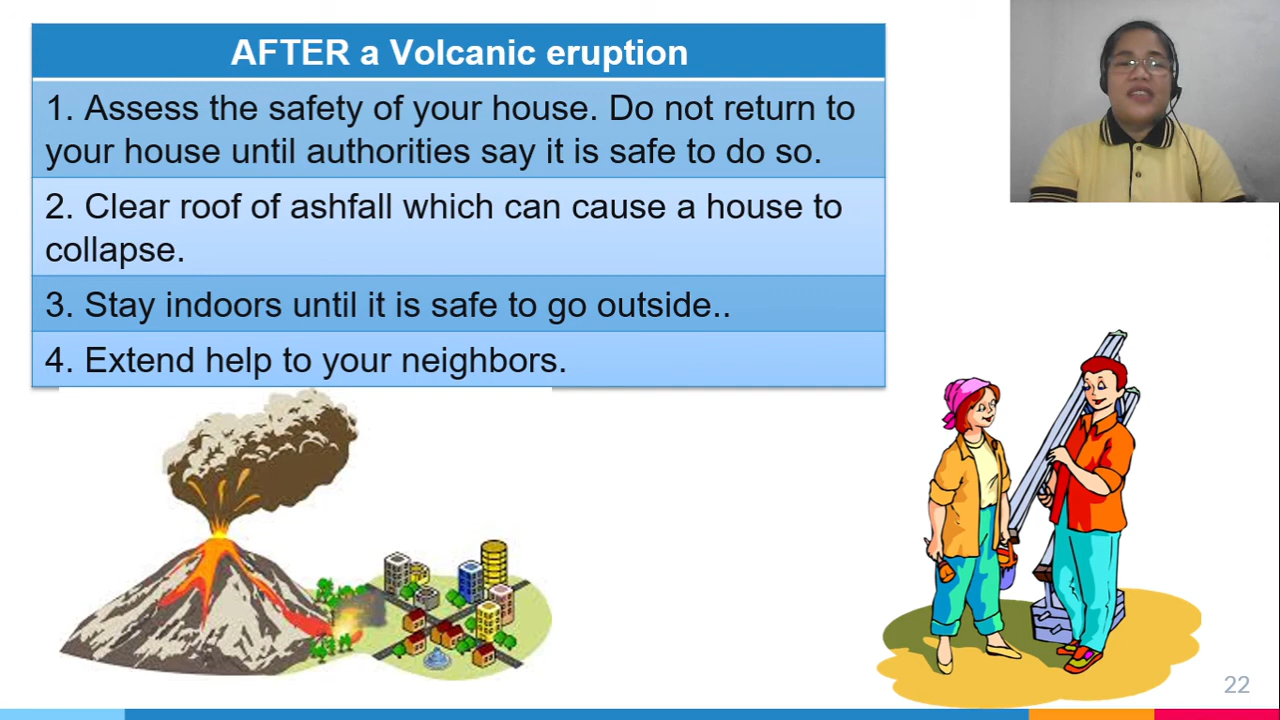 AFTER a Volcanic eruption
1. Assess the safety of your house. Do not return to
your house until authorities say it is safe to do so.
2. Clear roof of ashfall which can cause a house to
collapse.
3. Stay indoors until it is safe to go outside..
4. Extend help to your neighbors.
22